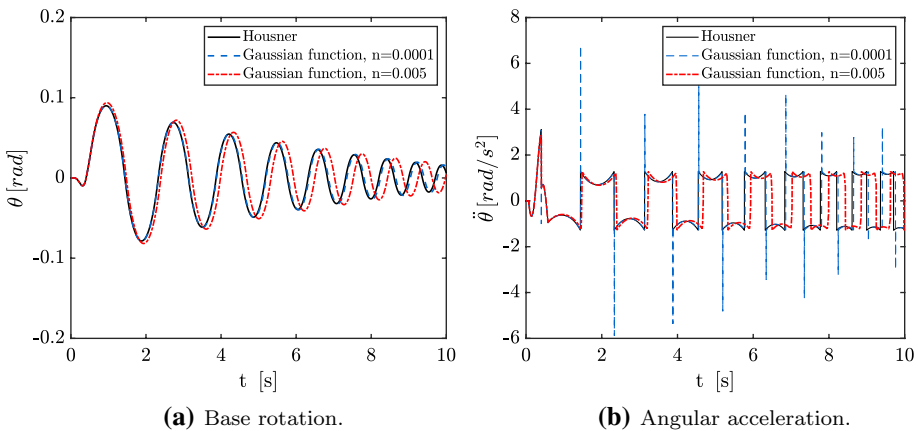 0.2
0.1
0
-0.1
-0.2
θ [rad]
Housner
Gaussian function, n=0.0001
Gaussian function, n=0.005
0 2 4 6 8 10
t [s]
(a) Base rotation.
8
6
4
2
0
-2
-4
-6
θ̈ [rad/s²]
Housner
Gaussian function, n=0.0001
Gaussian function, n=0.005
0 2 4 6 8 10
t [s]
(b) Angular acceleration.